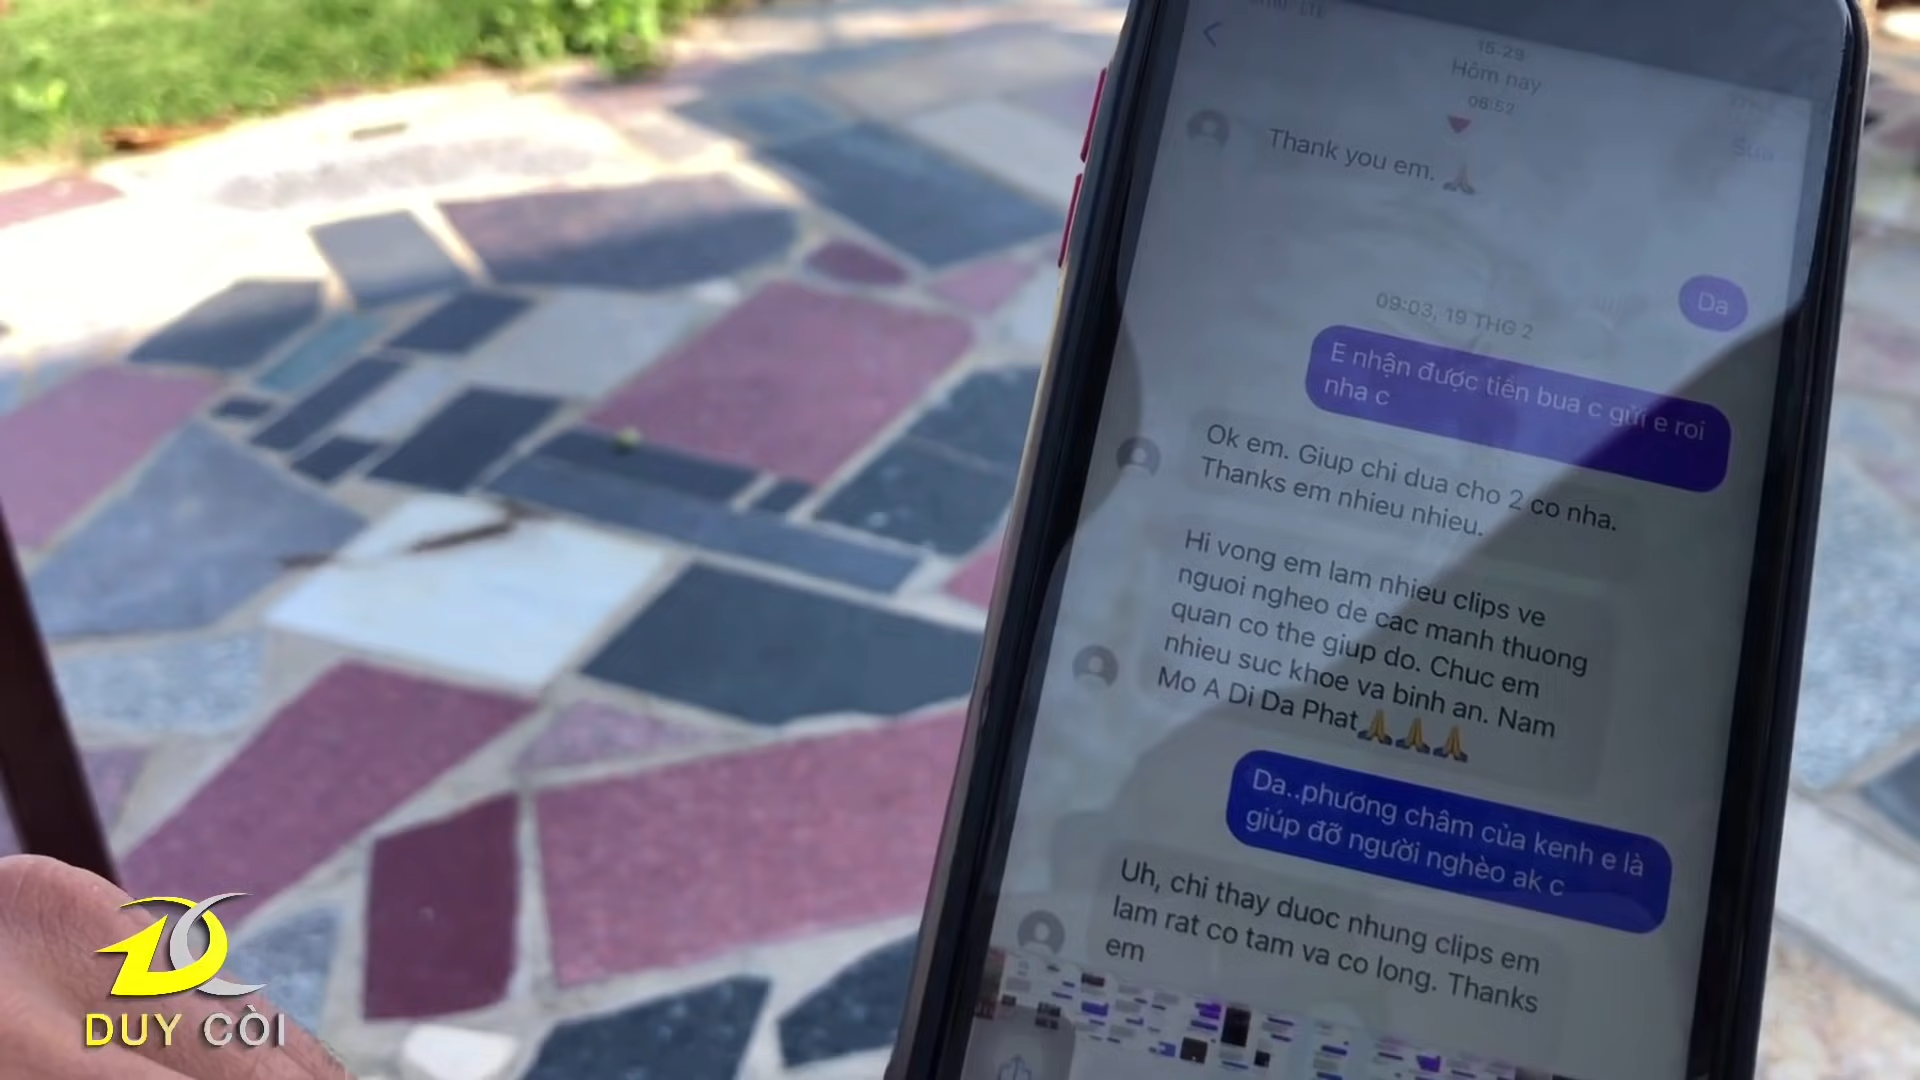 15:29
Hôm nay
08:52
Thank you em. 🙏
Da
09:03, 19 THG 2
E nhận được tiền bua c gửi e roi
nha c
Ok em. Giup chi dua cho 2 co nha.
Thanks em nhieu nhieu.
Hi vong em lam nhieu clips ve
nguoi ngheo de cac manh thuong
quan co the giup do. Chuc em
nhieu suc khoe va binh an. Nam
Mo A Di Da Phat🙏🙏🙏
Da..phương châm của kenh e là
giúp đỡ người nghèo ak c
Uh, chi thay duoc nhung clips em
lam rat co tam va co long. Thanks
em
DUY CÒI